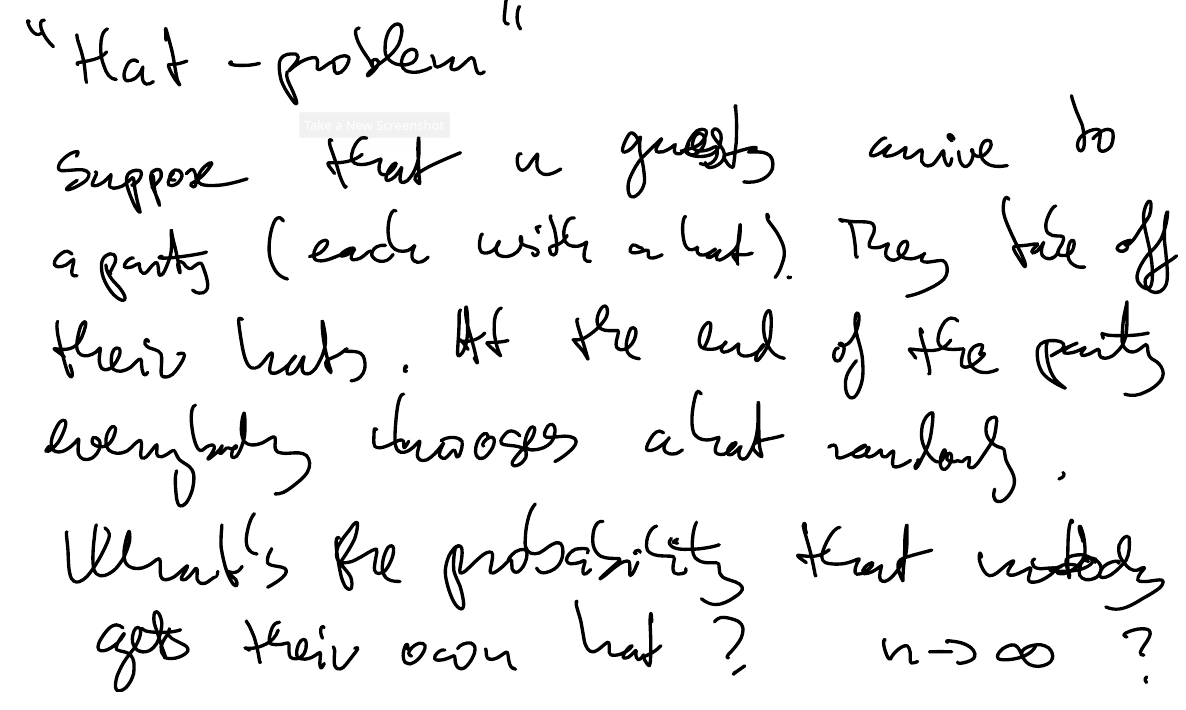 "Hat - problem"
Take a New Screenshot
Suppose that n guests arrive to
a party (each with a hat). They take off
their hats. At the end of the party
everybody chooses a hat randomly.
What's the probability that nobody
gets their own hat? n→∞?